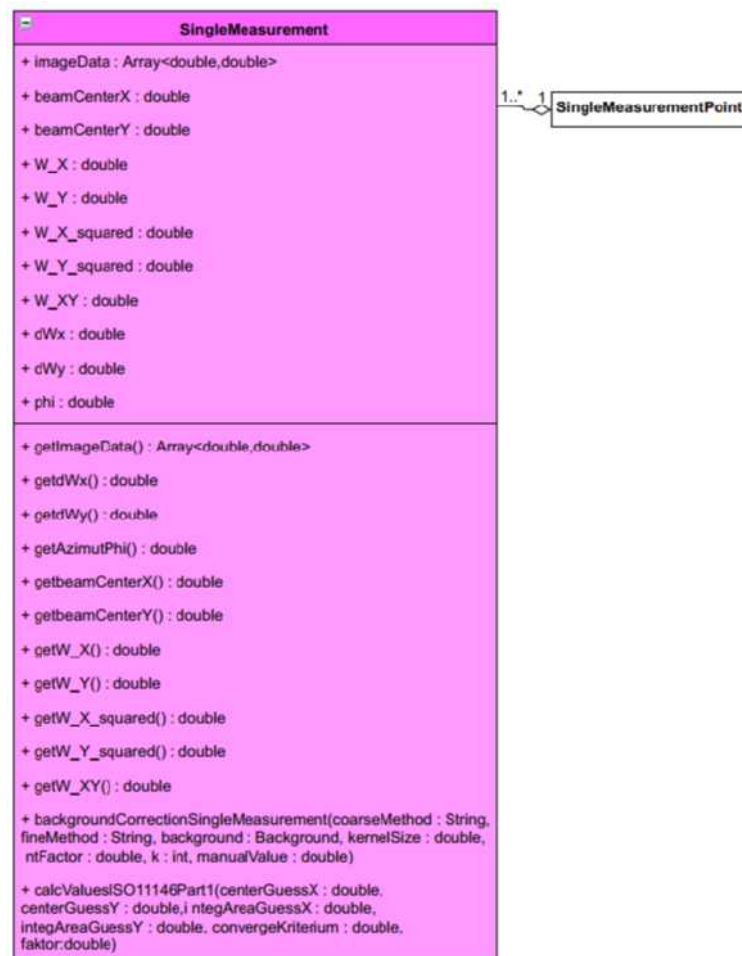 SingleMeasurement
+ imageData : Array<double,double>
+ beamCenterX : double
+ beamCenterY : double
+ W_X : double
+ W_Y : double
+ W_X_squared : double
+ W_Y_squared : double
+ W_XY : double
+ dWx : double
+ dWy : double
+ phi : double
1..* 1 SingleMeasurementPoint
+ getImageData() : Array<double,double>
+ getdWx() : double
+ getdWy() : double
+ getAzimutPhi() : double
+ getbeamCenterX() : double
+ getbeamCenterY() : double
+ getW_X() : double
+ getW_Y() : double
+ getW_X_squared() : double
+ getW_Y_squared() : double
+ getW_XY() : double
+ backgroundCorrectionSingleMeasurement(coarseMethod : String,
fineMethod : String, background : Background, kernelSize : double,
ntFactor : double, k : int, manualValue : double)
+ calcValuesISO11146Part1(centerGuessX : double,
centerGuessY : double,i ntegAreaGuessX : double,
integAreaGuessY : double, convergeKriterium : double,
faktor:double)